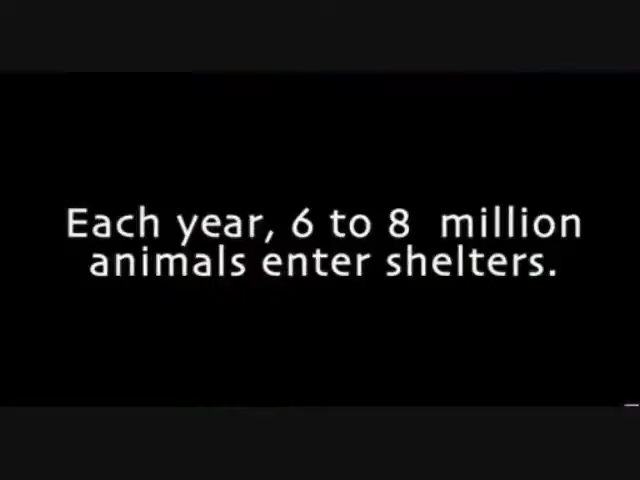 Each year, 6 to 8 million
animals enter shelters.